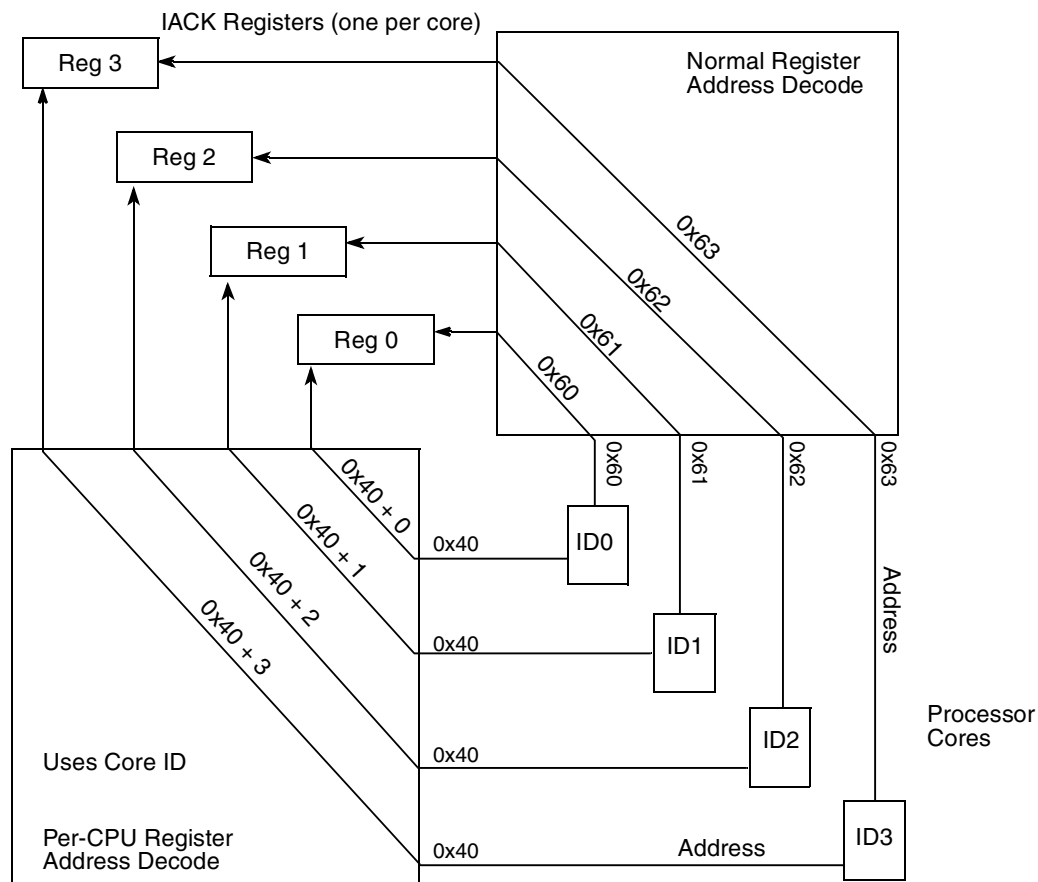 IACK Registers (one per core)
Reg 3
Normal Register
Address Decode
Reg 2
0x63
Reg 1
0x62
0x61
Reg 0
0x60
0x60
0x61
0x62
0x63
0x40 + 0
0x40
ID0
0x40 + 1
0x40 + 2
0x40 + 3
Address
0x40
ID1
Processor
Cores
Uses Core ID
0x40
ID2
Per-CPU Register
Address Decode
0x40
Address
ID3